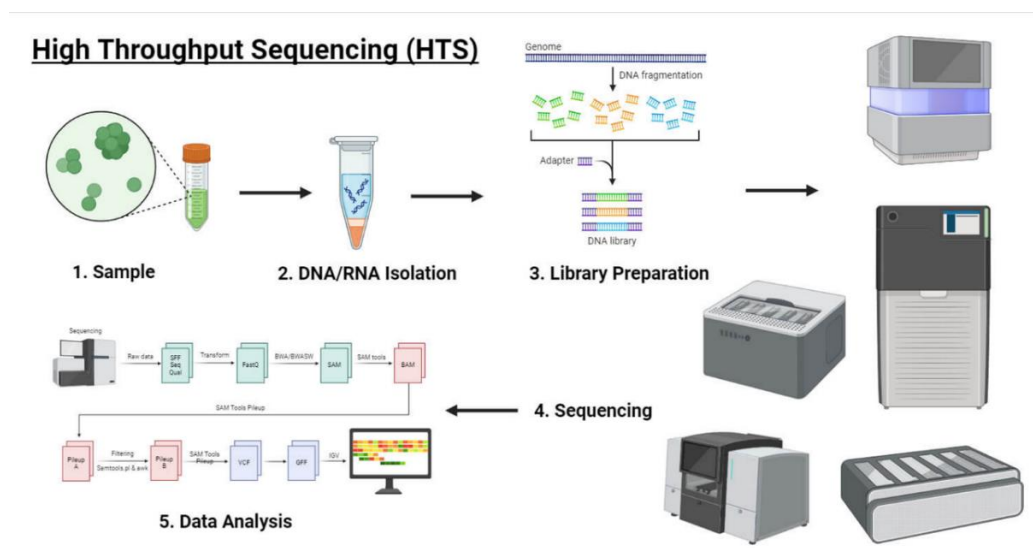 High Throughput Sequencing (HTS)
Genome
DNA fragmentation
Adapter
DNA library
1. Sample
2. DNA/RNA Isolation
3. Library Preparation
Sequencing
Raw data
SFF
Seq
Qual
Transform
FastQ
BWA/BWASW
SAM
SAM tools
BAM
SAM Tools Pileup
Pileup
A
Filtering
Samtools.pl & awk
Pileup
B
SAM Tools
Pileup
VCF
GFF
IGV
4. Sequencing
5. Data Analysis